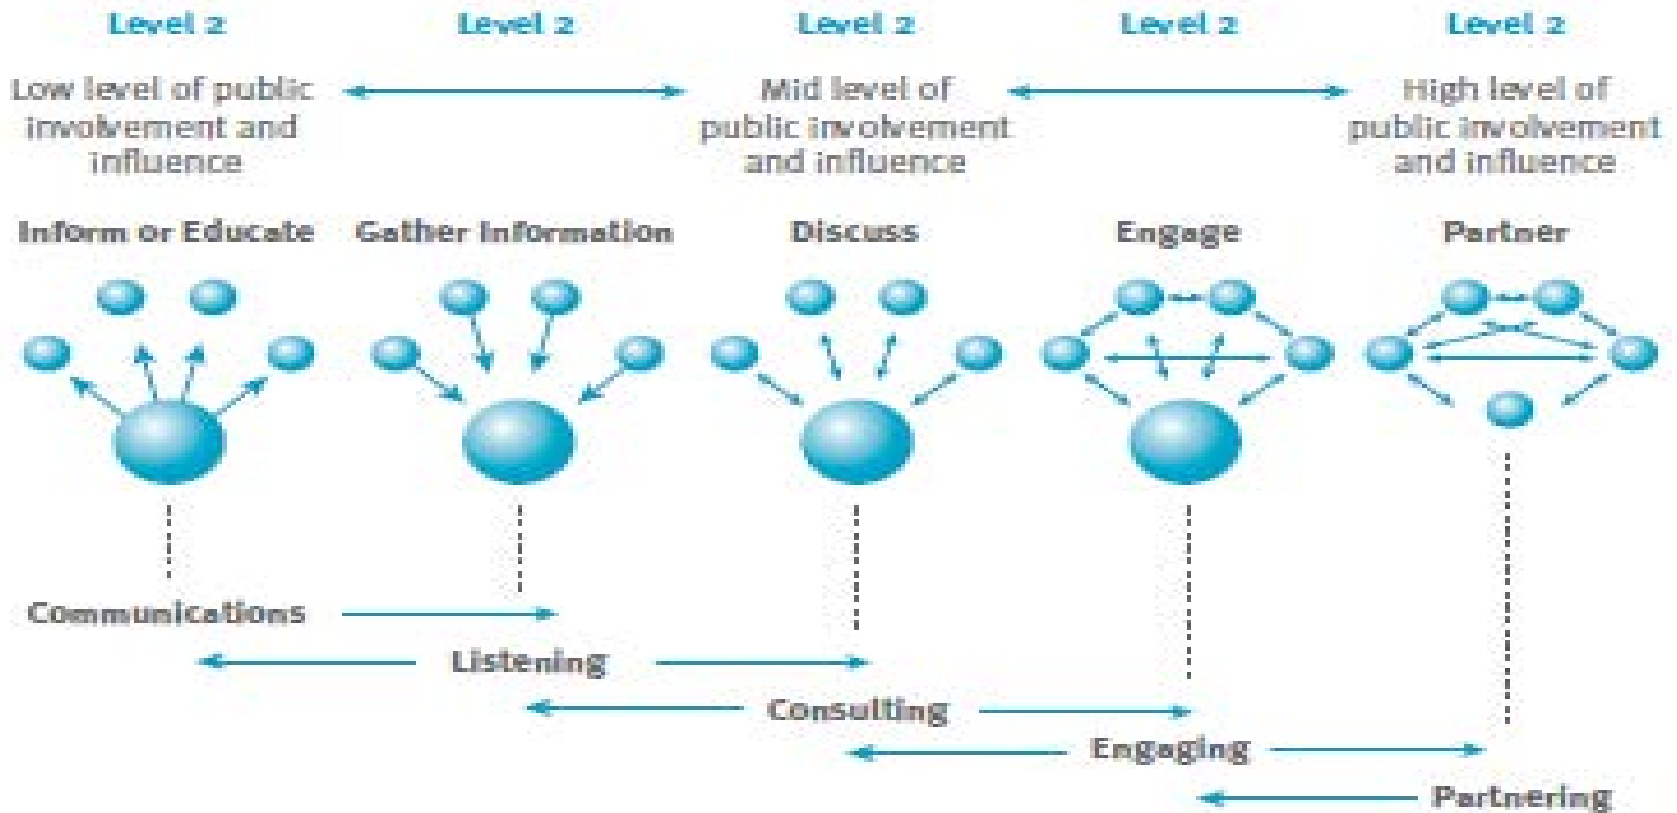 Level 2 Level 2 Level 2 Level 2 Level 2
Low level of public
involvement and
influence
Mid level of
public involvement
and influence
High level of
public involvement
and influence
Inform or Educate Gather Information Discuss Engage Partner
Communications
Listening
Consulting
Engaging
Partnering